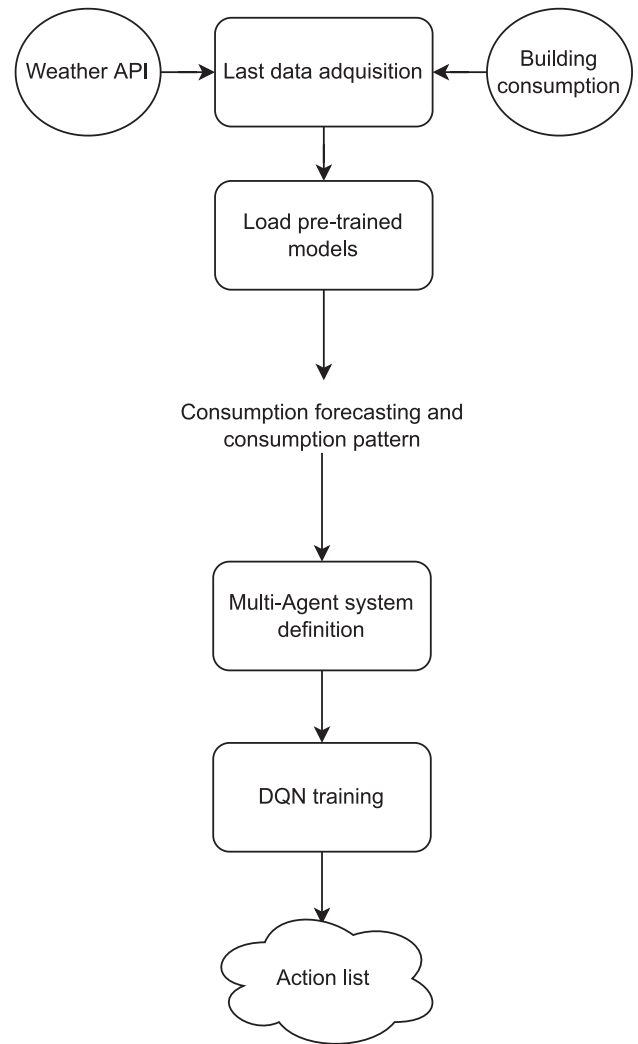 Weather API
Last data adquisition
Building
consumption
Load pre-trained
models
Consumption forecasting and
consumption pattern
Multi-Agent system
definition
DQN training
Action list